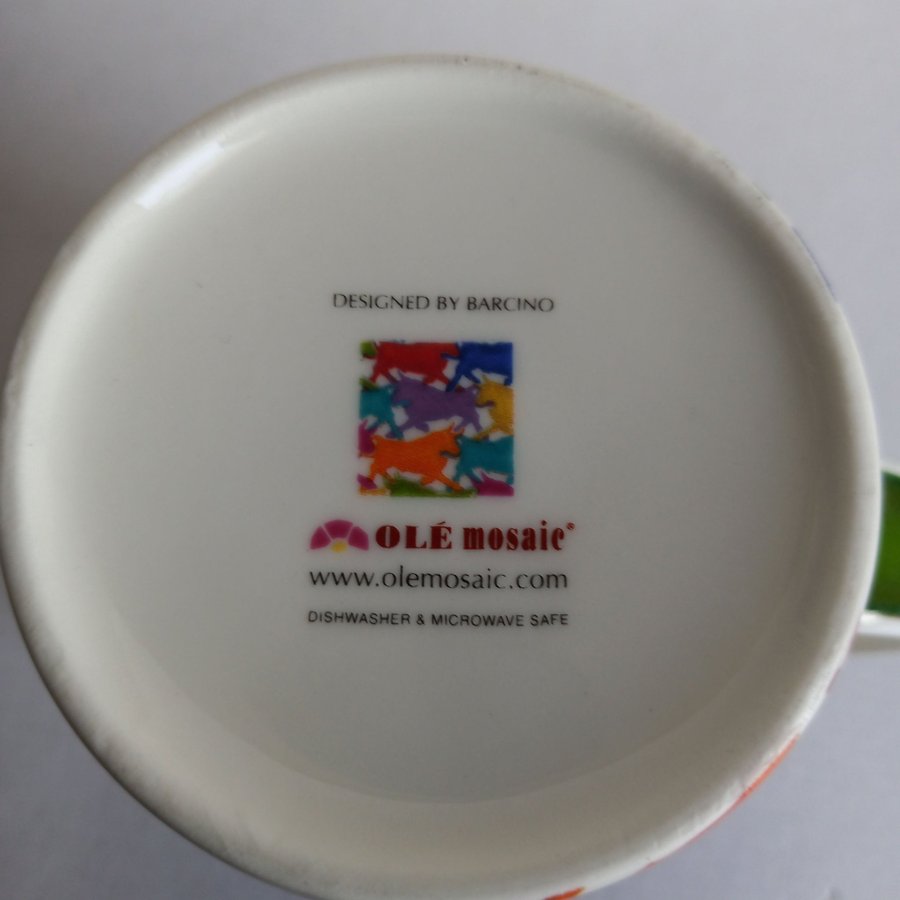 DESIGNED BY BARCINO
OLÉ mosaic®
www.olemosaic.com
DISHWASHER & MICROWAVE SAFE